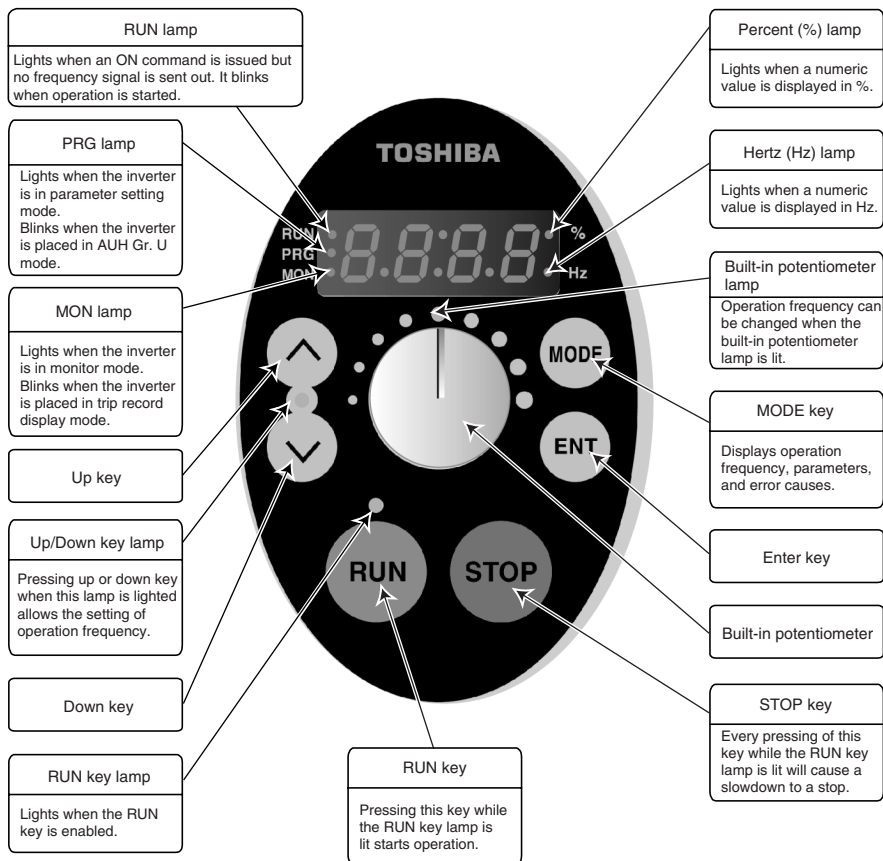 RUN lamp
Lights when an ON command is issued but
no frequency signal is sent out. It blinks
when operation is started.
PRG lamp
Lights when the inverter
is in parameter setting
mode.
Blinks when the inverter
is placed in AUH Gr. U
mode.
MON lamp
Lights when the inverter
is in monitor mode.
Blinks when the inverter
is placed in trip record
display mode.
Up key
Up/Down key lamp
Pressing up or down key
when this lamp is lighted
allows the setting of
operation frequency.
Down key
RUN key lamp
Lights when the RUN
key is enabled.
TOSHIBA
RUN
PRG
MON
8.8.8.8.
%
Hz
MODE
ENT
RUN
STOP
RUN key
Pressing this key while
the RUN key lamp is
lit starts operation.
Percent (%) lamp
Lights when a numeric
value is displayed in %.
Hertz (Hz) lamp
Lights when a numeric
value is displayed in Hz.
Built-in potentiometer
lamp
Operation frequency can
be changed when the
built-in potentiometer
lamp is lit.
MODE key
Displays operation
frequency, parameters,
and error causes.
Enter key
Built-in potentiometer
STOP key
Every pressing of this
key while the RUN key
lamp is lit will cause a
slowdown to a stop.